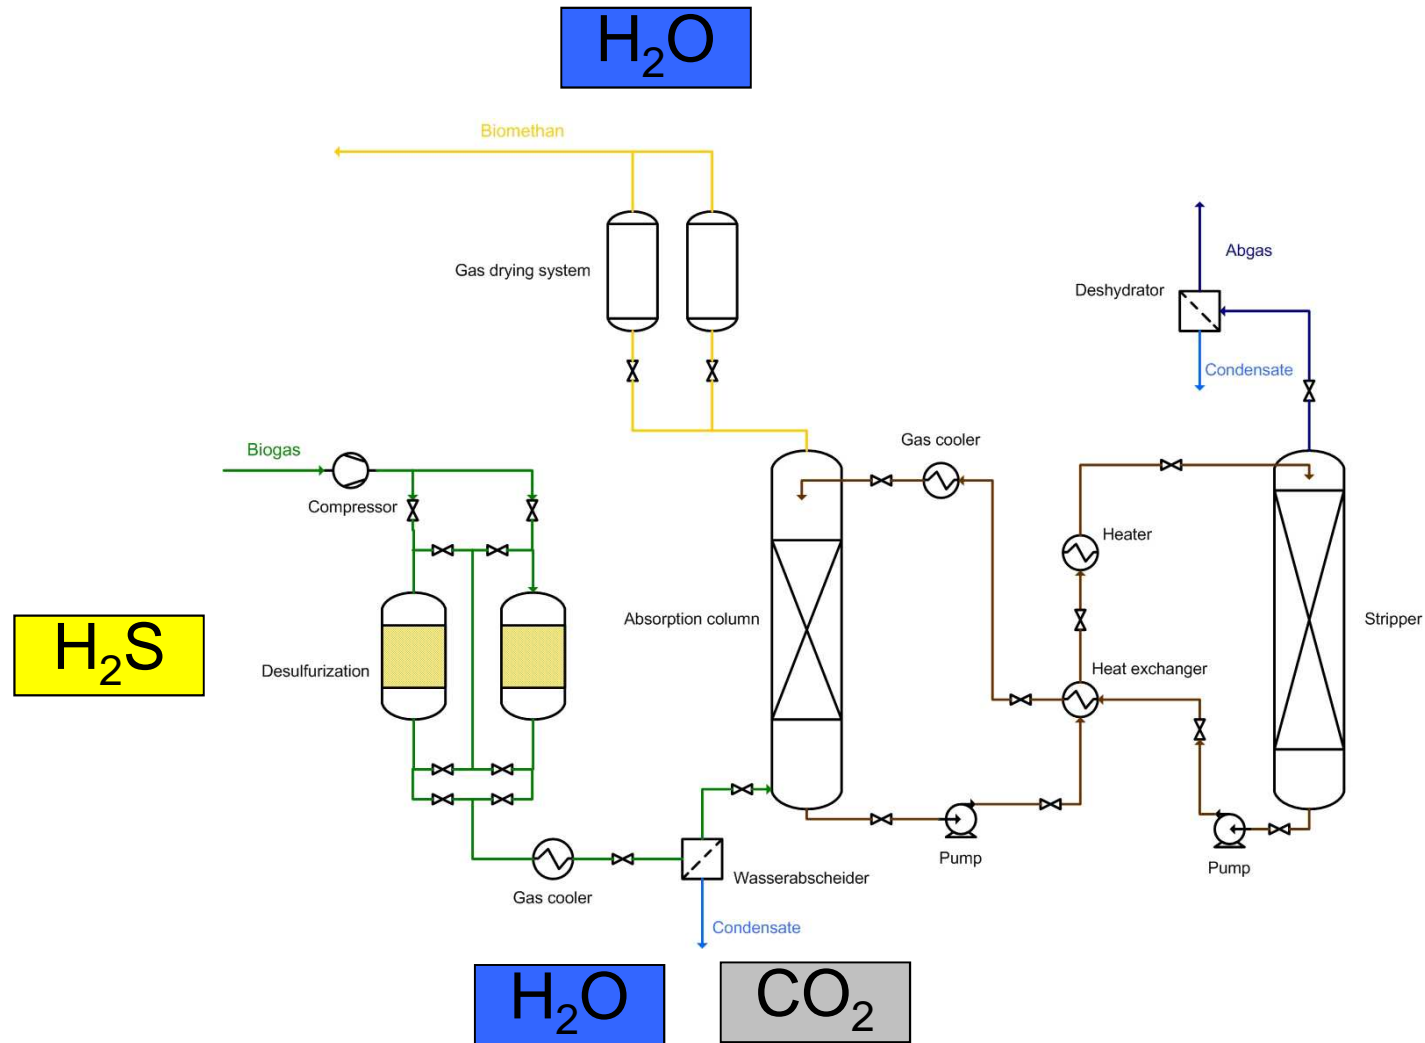 H₂O
Biomethan
Gas drying system
Abgas
Deshydrator
Condensate
Biogas
Compressor
Gas cooler
Heater
H₂S
Desulfurization
Absorption column
Stripper
Heat exchanger
Gas cooler
Wasserabscheider
Pump
Pump
Condensate
H₂O
CO₂